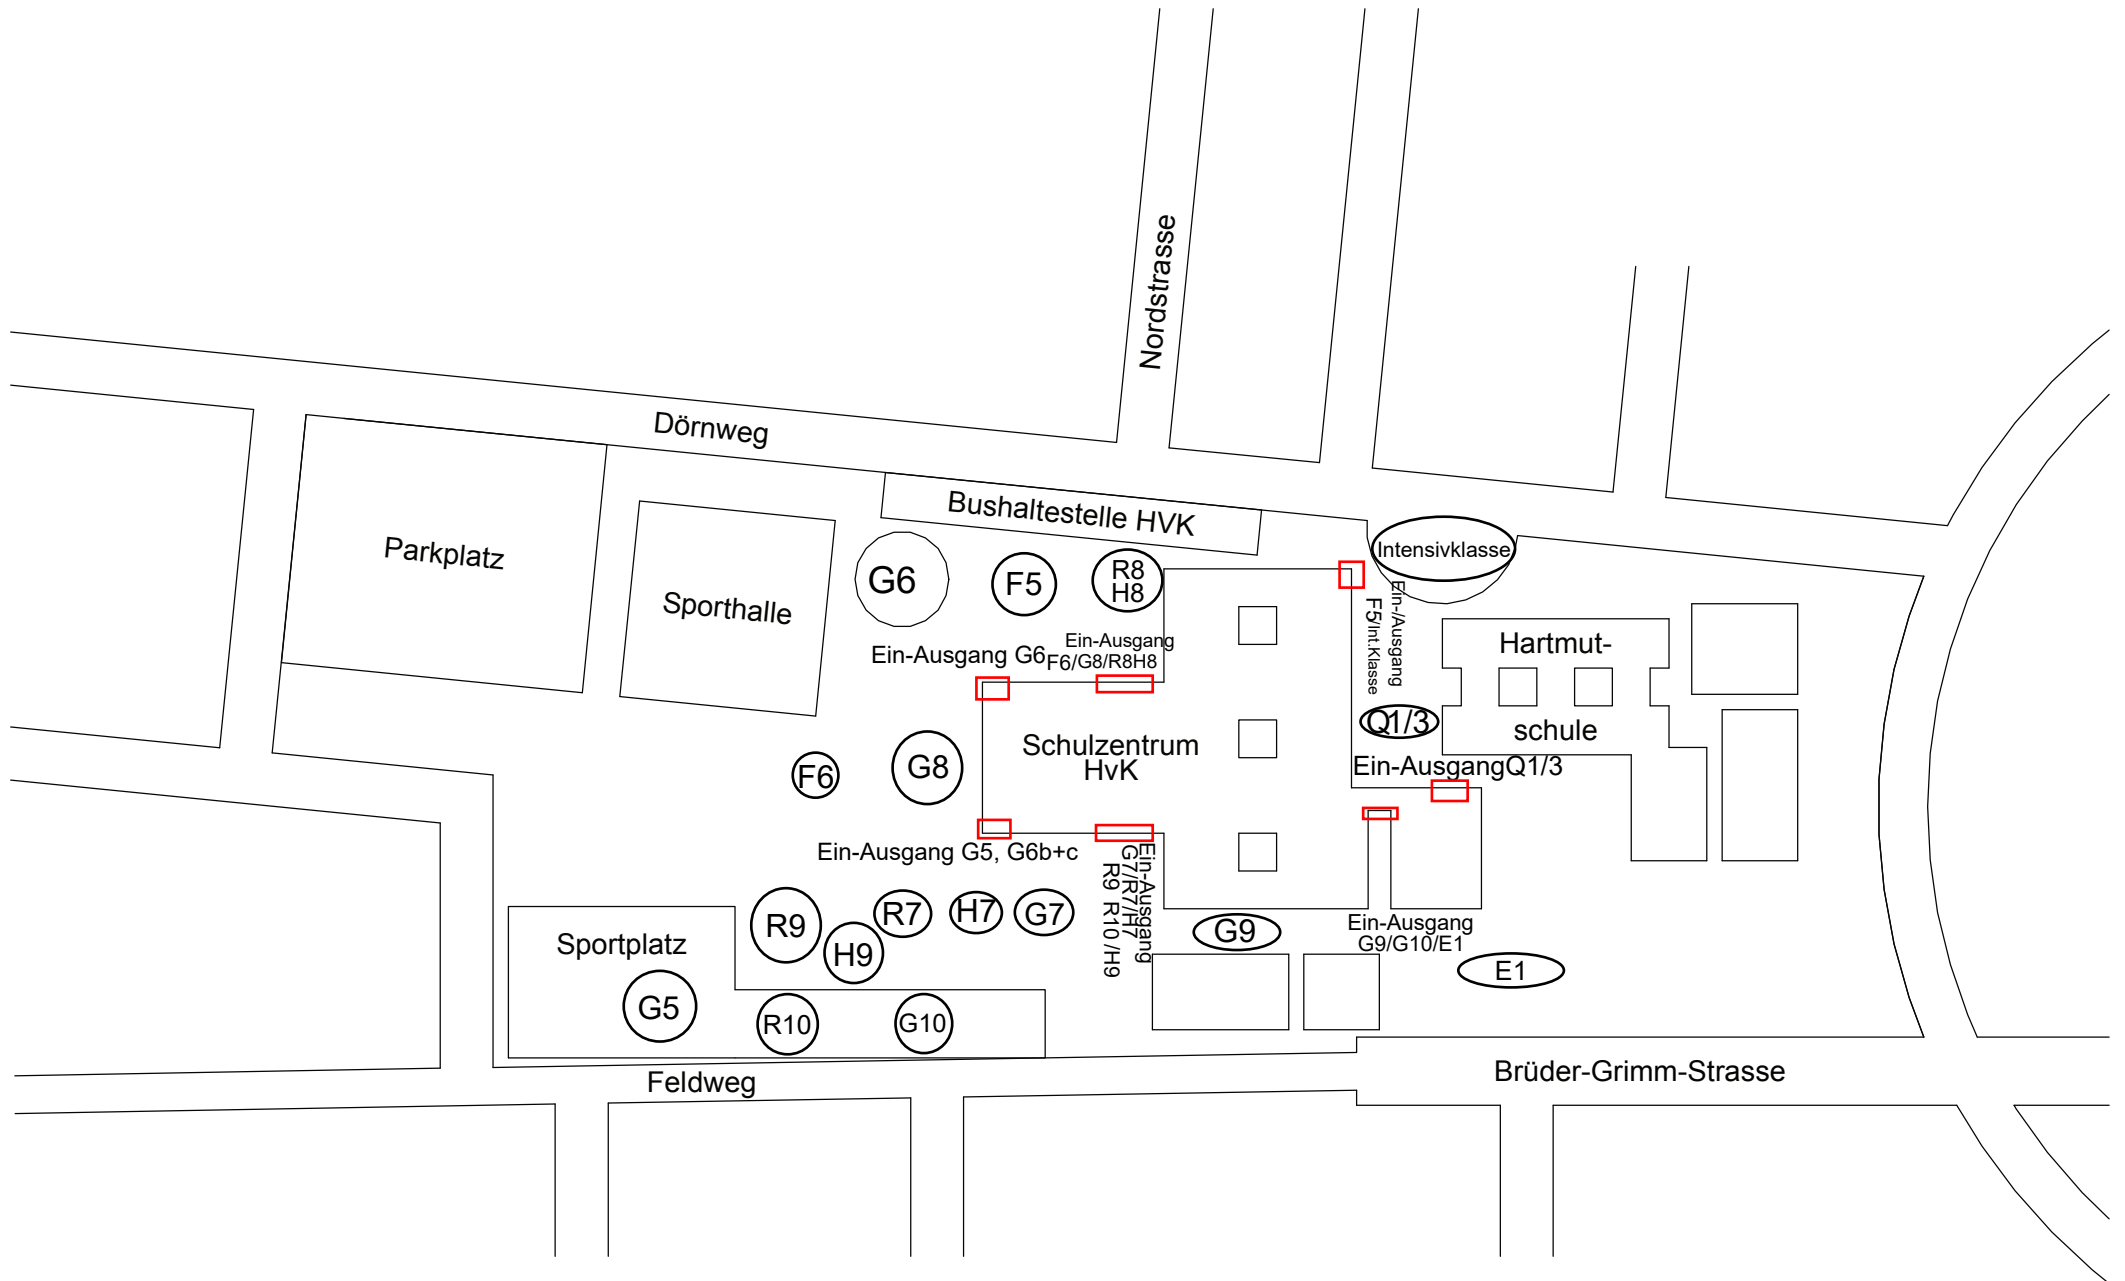 Nordstrasse
Dörnweg
Bushaltestelle HVK
Parkplatz
Sporthalle
G6
F5
R8
H8
Intensivklasse
Ein-Ausgang G6
Ein-Ausgang
F6/G8/R8H8
Ein-/Ausgang
F5/Int.Klasse
Hartmut-
schule
Q1/3
Ein-AusgangQ1/3
Schulzentrum
HvK
F6
G8
Ein-Ausgang G5, G6b+c
Ein-Ausgang
G7/R7/H7
R9 R10 /H9
R9
H9
R7
H7
G7
G9
Ein-Ausgang
G9/G10/E1
E1
Sportplatz
G5
R10
G10
Feldweg
Brüder-Grimm-Strasse